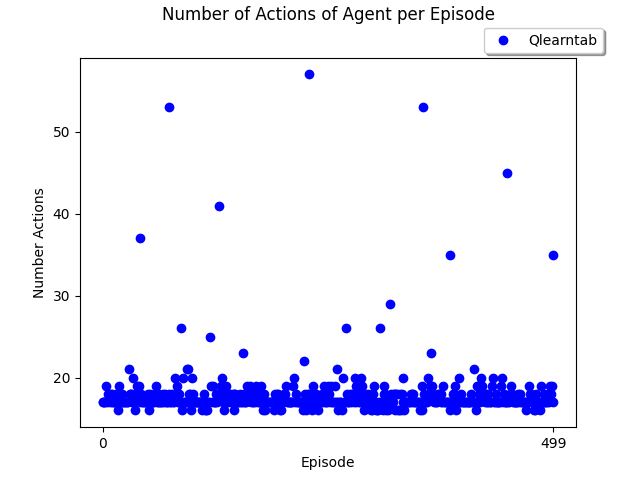 Number of Actions of Agent per Episode
Qlearntab
50
40
30
20
Number Actions
0
499
Episode